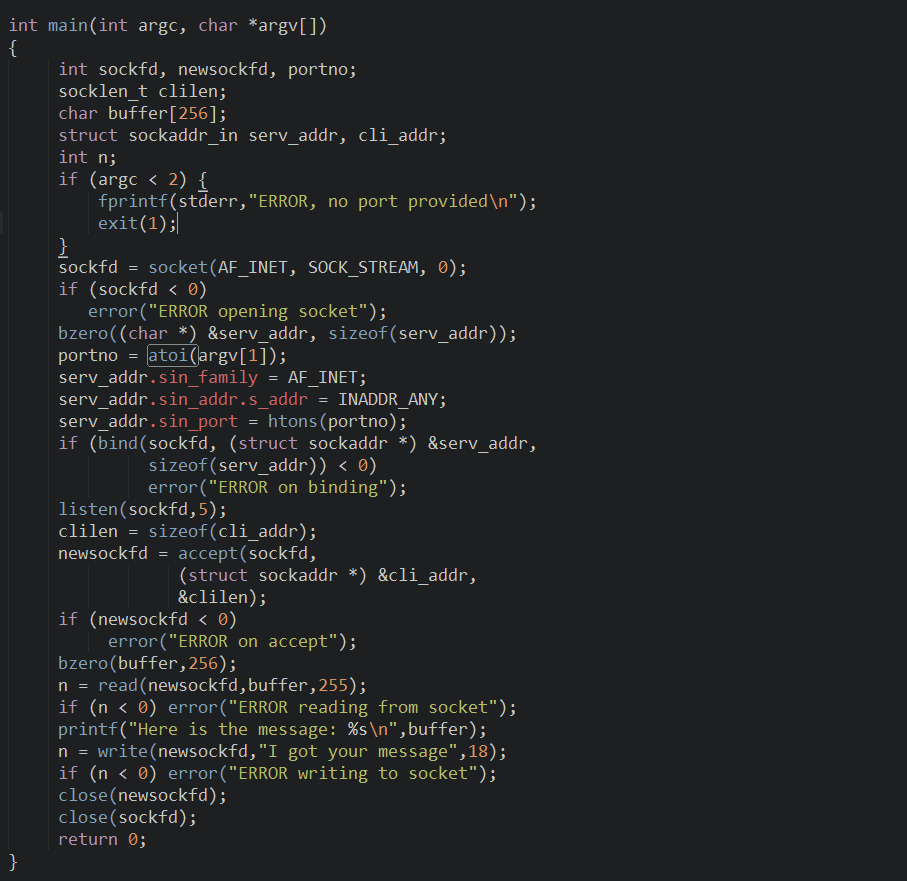 int main(int argc, char *argv[])
{
int sockfd, newsockfd, portno;
socklen_t clilen;
char buffer[256];
struct sockaddr_in serv_addr, cli_addr;
int n;
if (argc < 2) {
fprintf(stderr,"ERROR, no port provided\n");
exit(1);
}
sockfd = socket(AF_INET, SOCK_STREAM, 0);
if (sockfd < 0)
error("ERROR opening socket");
bzero((char *) &serv_addr, sizeof(serv_addr));
portno = atoi(argv[1]);
serv_addr.sin_family = AF_INET;
serv_addr.sin_addr.s_addr = INADDR_ANY;
serv_addr.sin_port = htons(portno);
if (bind(sockfd, (struct sockaddr *) &serv_addr,
sizeof(serv_addr)) < 0)
error("ERROR on binding");
listen(sockfd,5);
clilen = sizeof(cli_addr);
newsockfd = accept(sockfd,
(struct sockaddr *) &cli_addr,
&clilen);
if (newsockfd < 0)
error("ERROR on accept");
bzero(buffer,256);
n = read(newsockfd,buffer,255);
if (n < 0) error("ERROR reading from socket");
printf("Here is the message: %s\n",buffer);
n = write(newsockfd,"I got your message",18);
if (n < 0) error("ERROR writing to socket");
close(newsockfd);
close(sockfd);
return 0;
}